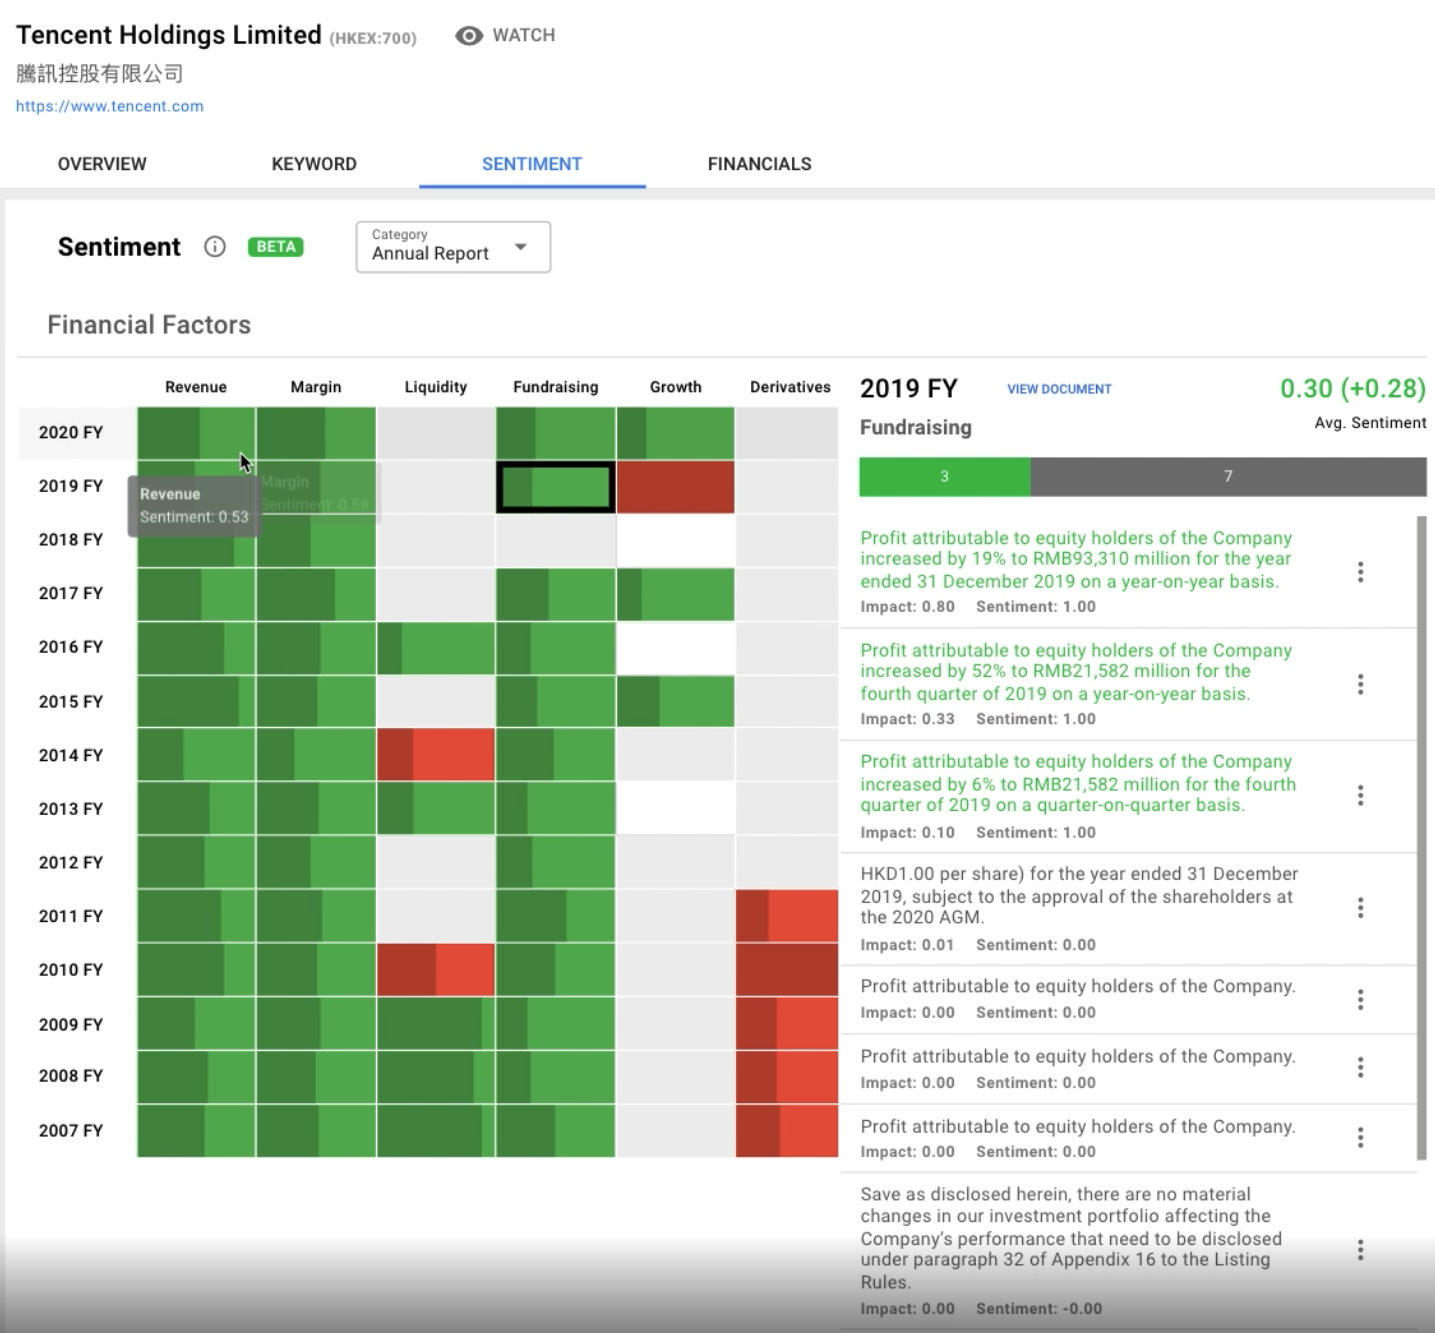 Tencent Holdings Limited (HKEX:700) WATCH
騰訊控股有限公司
https://www.tencent.com
OVERVIEW KEYWORD SENTIMENT FINANCIALS
Sentiment BETA
Category
Annual Report
Financial Factors
Revenue Margin Liquidity Fundraising Growth Derivatives
2020 FY
2019 FY
2018 FY
2017 FY
2016 FY
2015 FY
2014 FY
2013 FY
2012 FY
2011 FY
2010 FY
2009 FY
2008 FY
2007 FY
Revenue
Sentiment: 0.53
Margin
Sentiment: 0.58
2019 FY VIEW DOCUMENT 0.30 (+0.28)
Fundraising Avg. Sentiment
3 7
Profit attributable to equity holders of the Company
increased by 19% to RMB93,310 million for the year
ended 31 December 2019 on a year-on-year basis.
Impact: 0.80 Sentiment: 1.00
Profit attributable to equity holders of the Company
increased by 52% to RMB21,582 million for the
fourth quarter of 2019 on a year-on-year basis.
Impact: 0.33 Sentiment: 1.00
Profit attributable to equity holders of the Company
increased by 6% to RMB21,582 million for the fourth
quarter of 2019 on a quarter-on-quarter basis.
Impact: 0.10 Sentiment: 1.00
HKD1.00 per share) for the year ended 31 December
2019, subject to the approval of the shareholders at
the 2020 AGM.
Impact: 0.01 Sentiment: 0.00
Profit attributable to equity holders of the Company.
Impact: 0.00 Sentiment: 0.00
Profit attributable to equity holders of the Company.
Impact: 0.00 Sentiment: 0.00
Profit attributable to equity holders of the Company.
Impact: 0.00 Sentiment: 0.00
Save as disclosed herein, there are no material
changes in our investment portfolio affecting the
Company's performance that need to be disclosed
under paragraph 32 of Appendix 16 to the Listing
Rules.
Impact: 0.00 Sentiment: -0.00